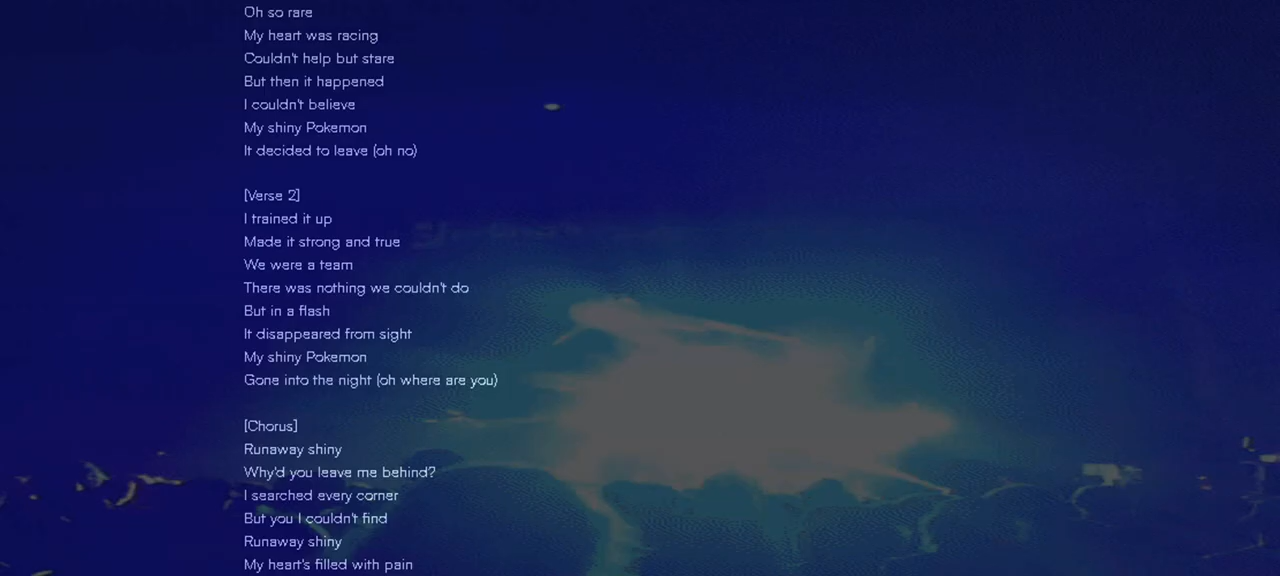 Oh so rare
My heart was racing
Couldn't help but stare
But then it happened
I couldn't believe
My shiny Pokemon
It decided to leave (oh no)
[Verse 2]
I trained it up
Made it strong and true
We were a team
There was nothing we couldn't do
But in a flash
It disappeared from sight
My shiny Pokemon
Gone into the night (oh where are you)
[Chorus]
Runaway shiny
Why'd you leave me behind?
I searched every corner
But you I couldn't find
Runaway shiny
My heart's filled with pain